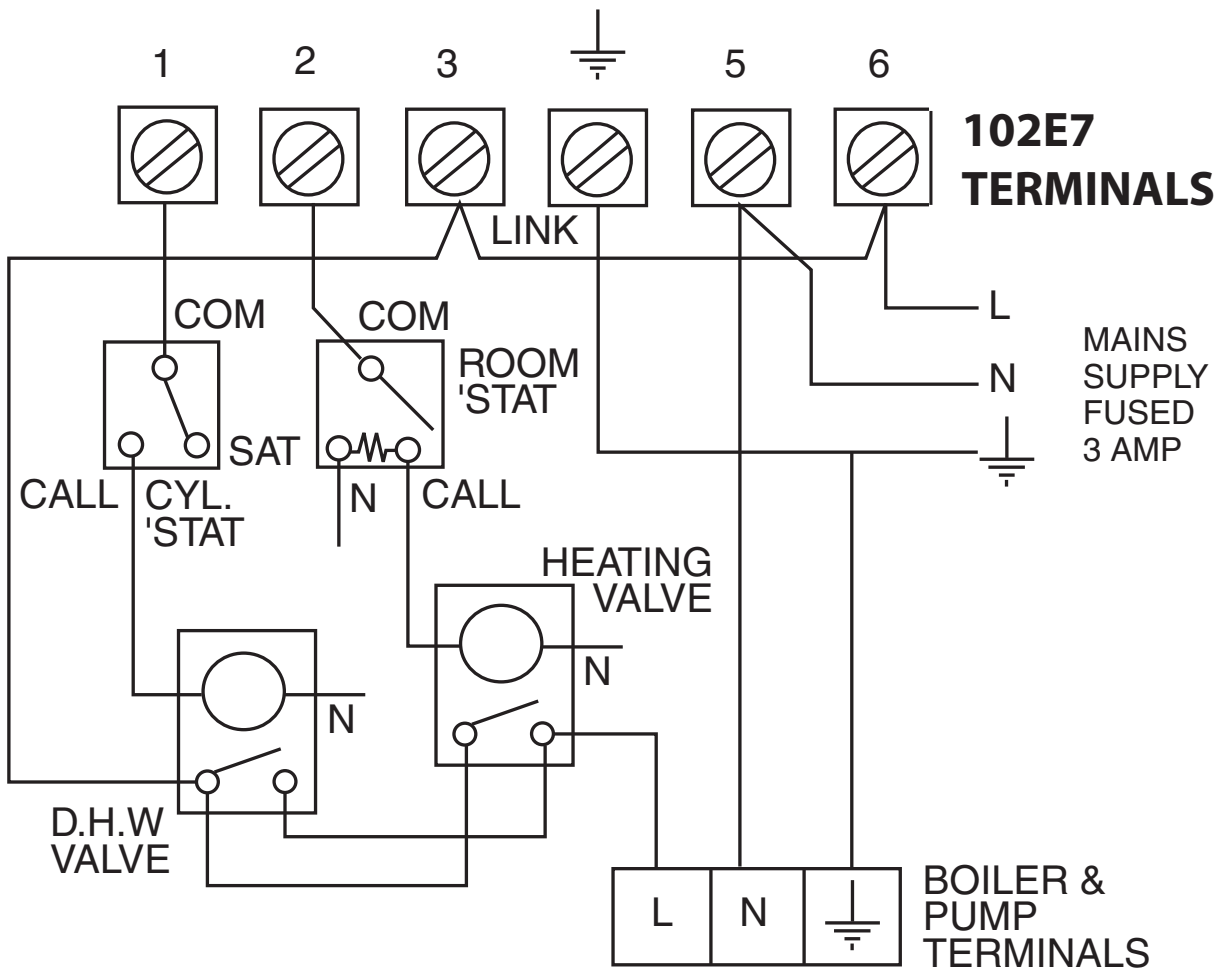 1
2
3
5
6
102E7
TERMINALS
LINK
COM
COM
L
ROOM
'STAT
MAINS
SUPPLY
FUSED
3 AMP
N
SAT
CALL
CYL.
'STAT
N
CALL
HEATING
VALVE
N
N
D.H.W
VALVE
L
N
BOILER &
PUMP
TERMINALS